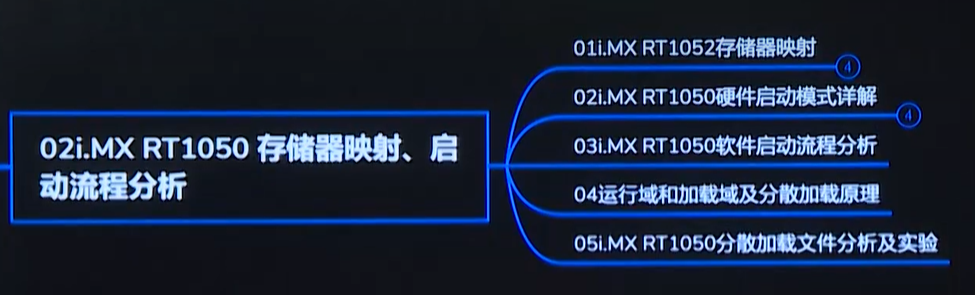 02i.MX RT1050 存储器映射、启
动流程分析
01i.MX RT1052存储器映射
4
02i.MX RT1050硬件启动模式详解
4
03i.MX RT1050软件启动流程分析
04运行域和加载域及分散加载原理
05i.MX RT1050分散加载文件分析及实验